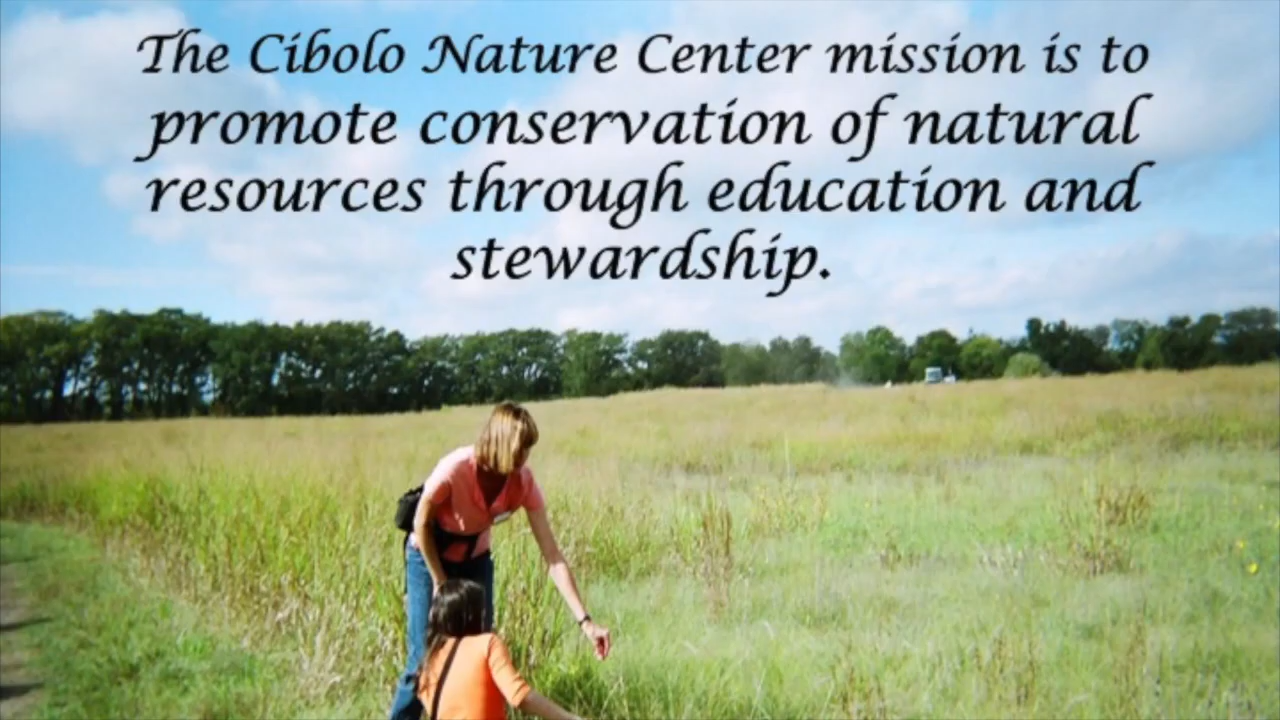 The Cibolo Nature Center mission is to
promote conservation of natural
resources through education and
stewardship.